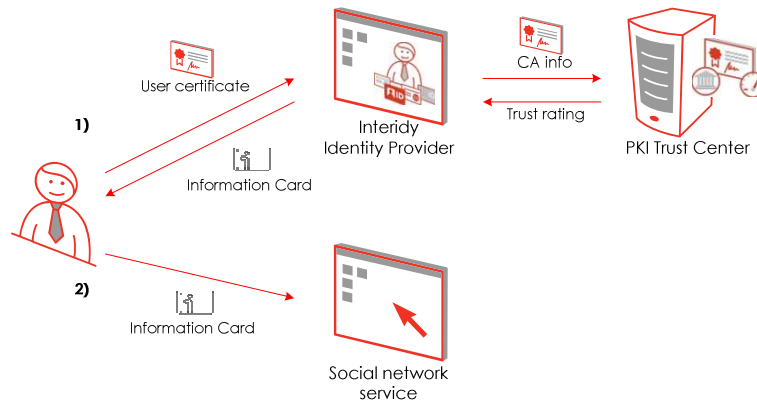 User certificate
CA info
Trust rating
1)
Interidy
Identity Provider
PKI Trust Center
Information Card
2)
Information Card
Social network
service